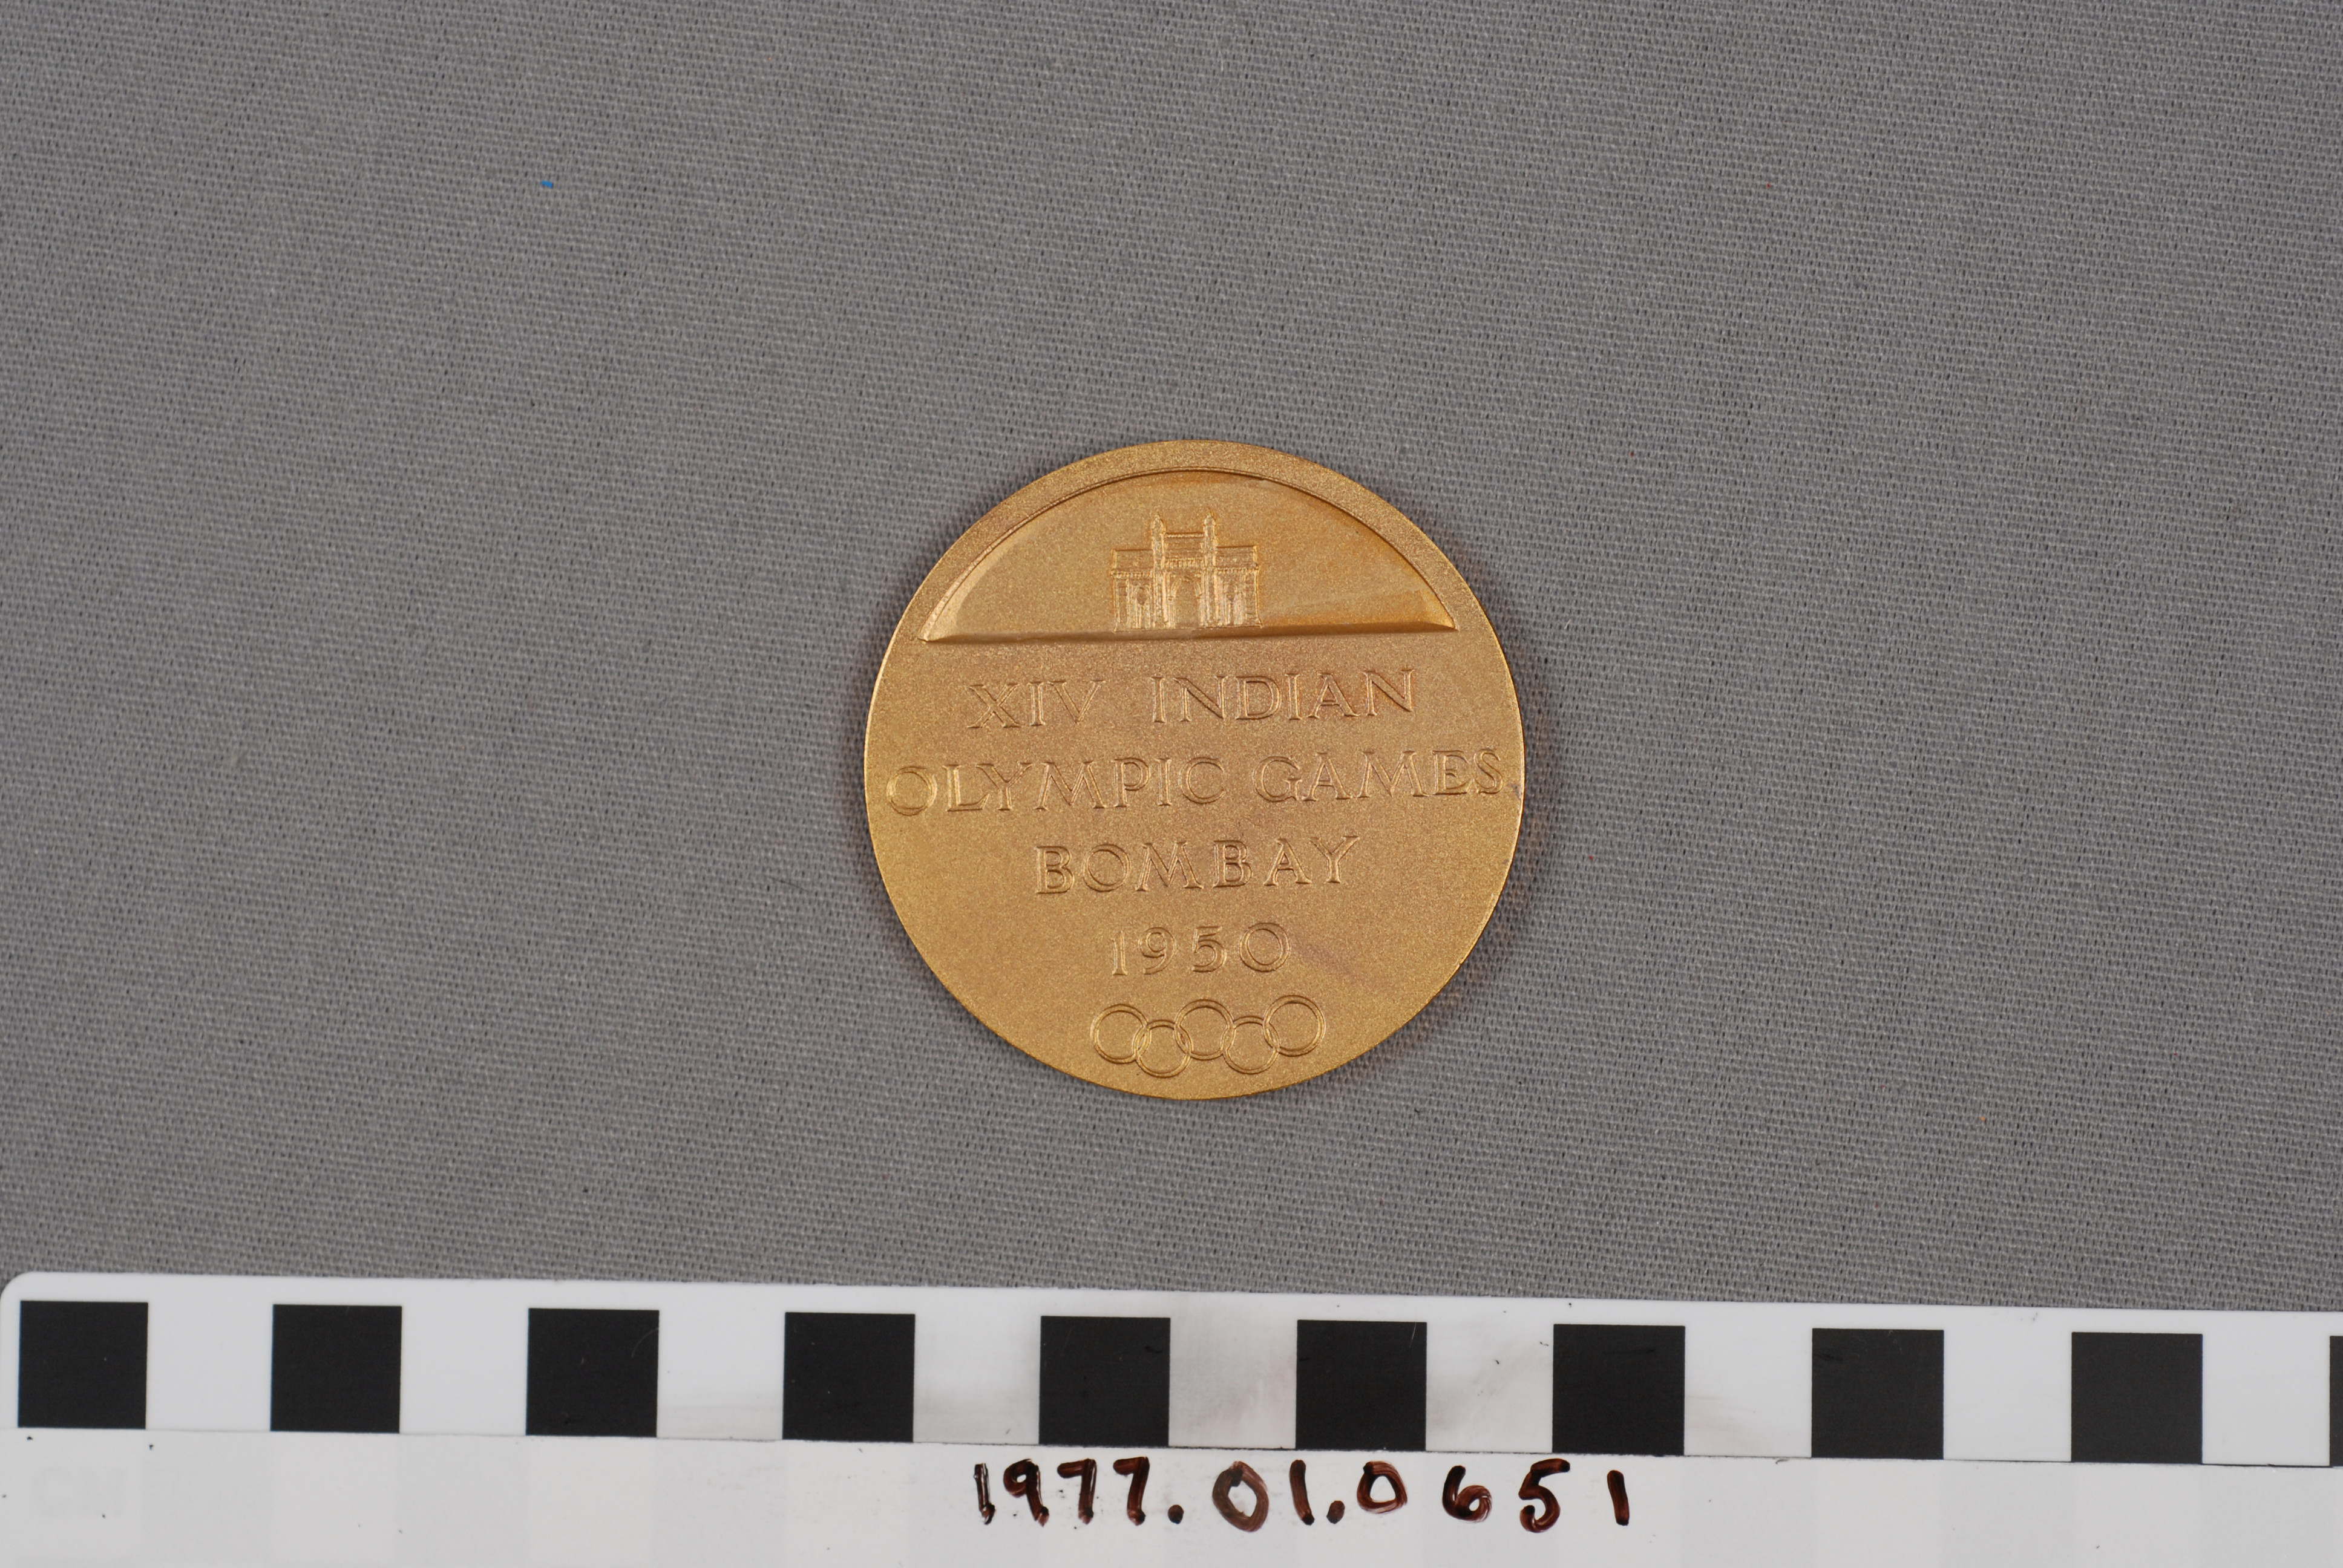 XIV INDIAN
OLYMPIC GAMES
BOMBAY
1950
1977.01.0651